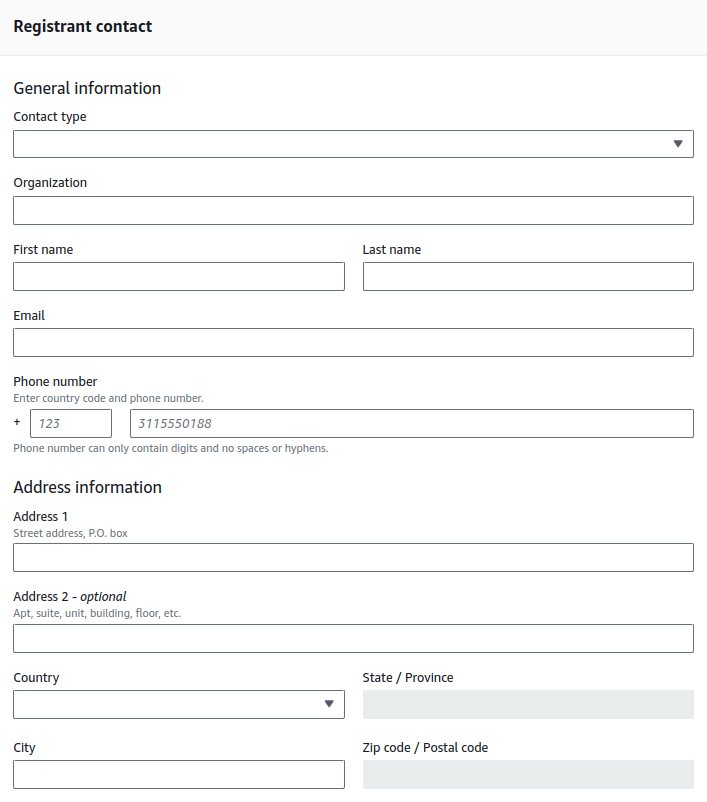 Registrant contact
General information
Contact type
Organization
First name
Last name
Email
Phone number
Enter country code and phone number.
+ 123 3115550188
Phone number can only contain digits and no spaces or hyphens.
Address information
Address 1
Street address, P.O. box
Address 2 - optional
Apt, suite, unit, building, floor, etc.
Country
State / Province
City
Zip code / Postal code